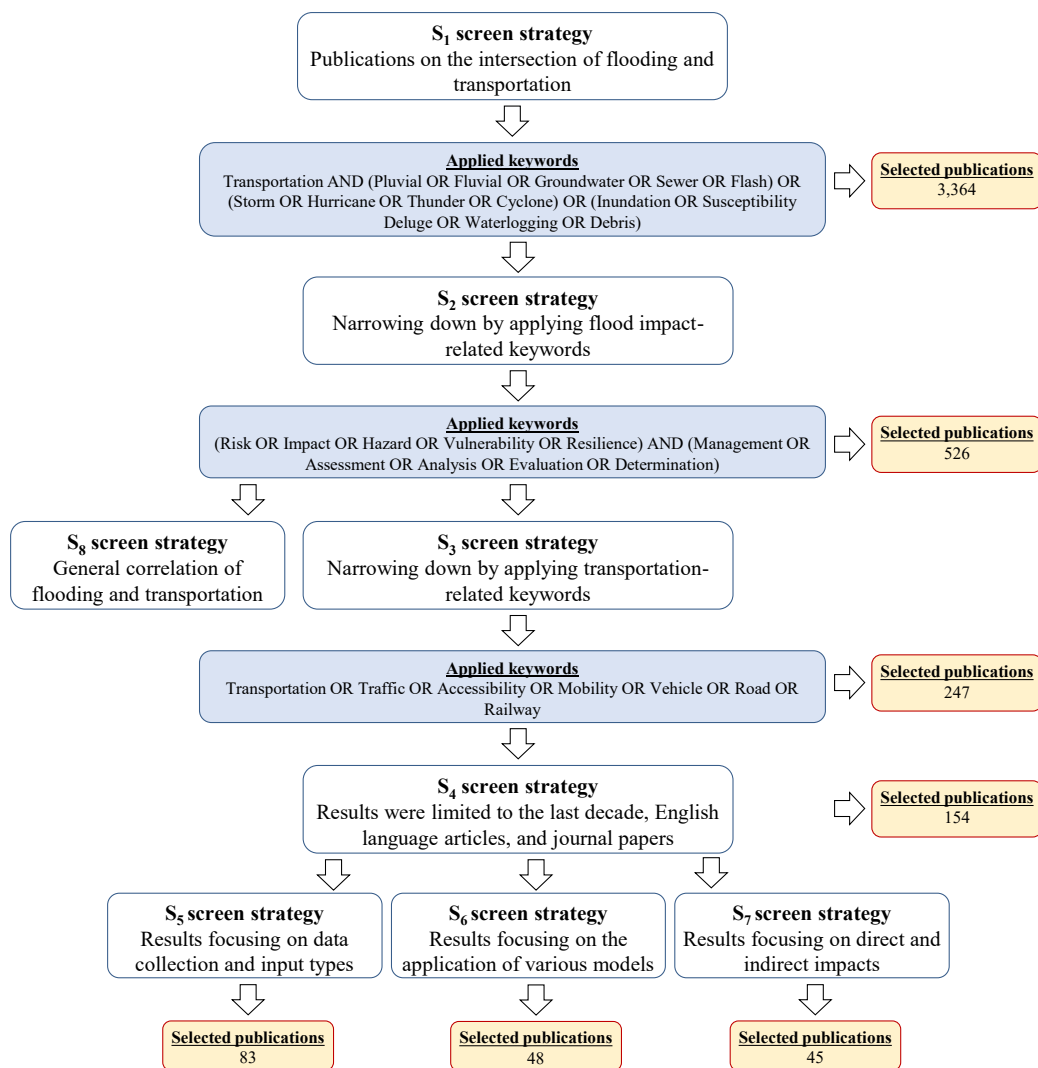 S₁ screen strategy
Publications on the intersection of flooding and
transportation
Applied keywords
Transportation AND (Pluvial OR Fluvial OR Groundwater OR Sewer OR Flash) OR
(Storm OR Hurricane OR Thunder OR Cyclone) OR (Inundation OR Susceptibility
Deluge OR Waterlogging OR Debris)
Selected publications
3,364
S₂ screen strategy
Narrowing down by applying flood impact-
related keywords
Applied keywords
(Risk OR Impact OR Hazard OR Vulnerability OR Resilience) AND (Management OR
Assessment OR Analysis OR Evaluation OR Determination)
Selected publications
526
S₈ screen strategy
General correlation of
flooding and transportation
S₃ screen strategy
Narrowing down by applying transportation-
related keywords
Applied keywords
Transportation OR Traffic OR Accessibility OR Mobility OR Vehicle OR Road OR
Railway
Selected publications
247
S₄ screen strategy
Results were limited to the last decade, English
language articles, and journal papers
Selected publications
154
S₅ screen strategy
Results focusing on data
collection and input types
S₆ screen strategy
Results focusing on the
application of various models
S₇ screen strategy
Results focusing on direct and
indirect impacts
Selected publications
83
Selected publications
48
Selected publications
45